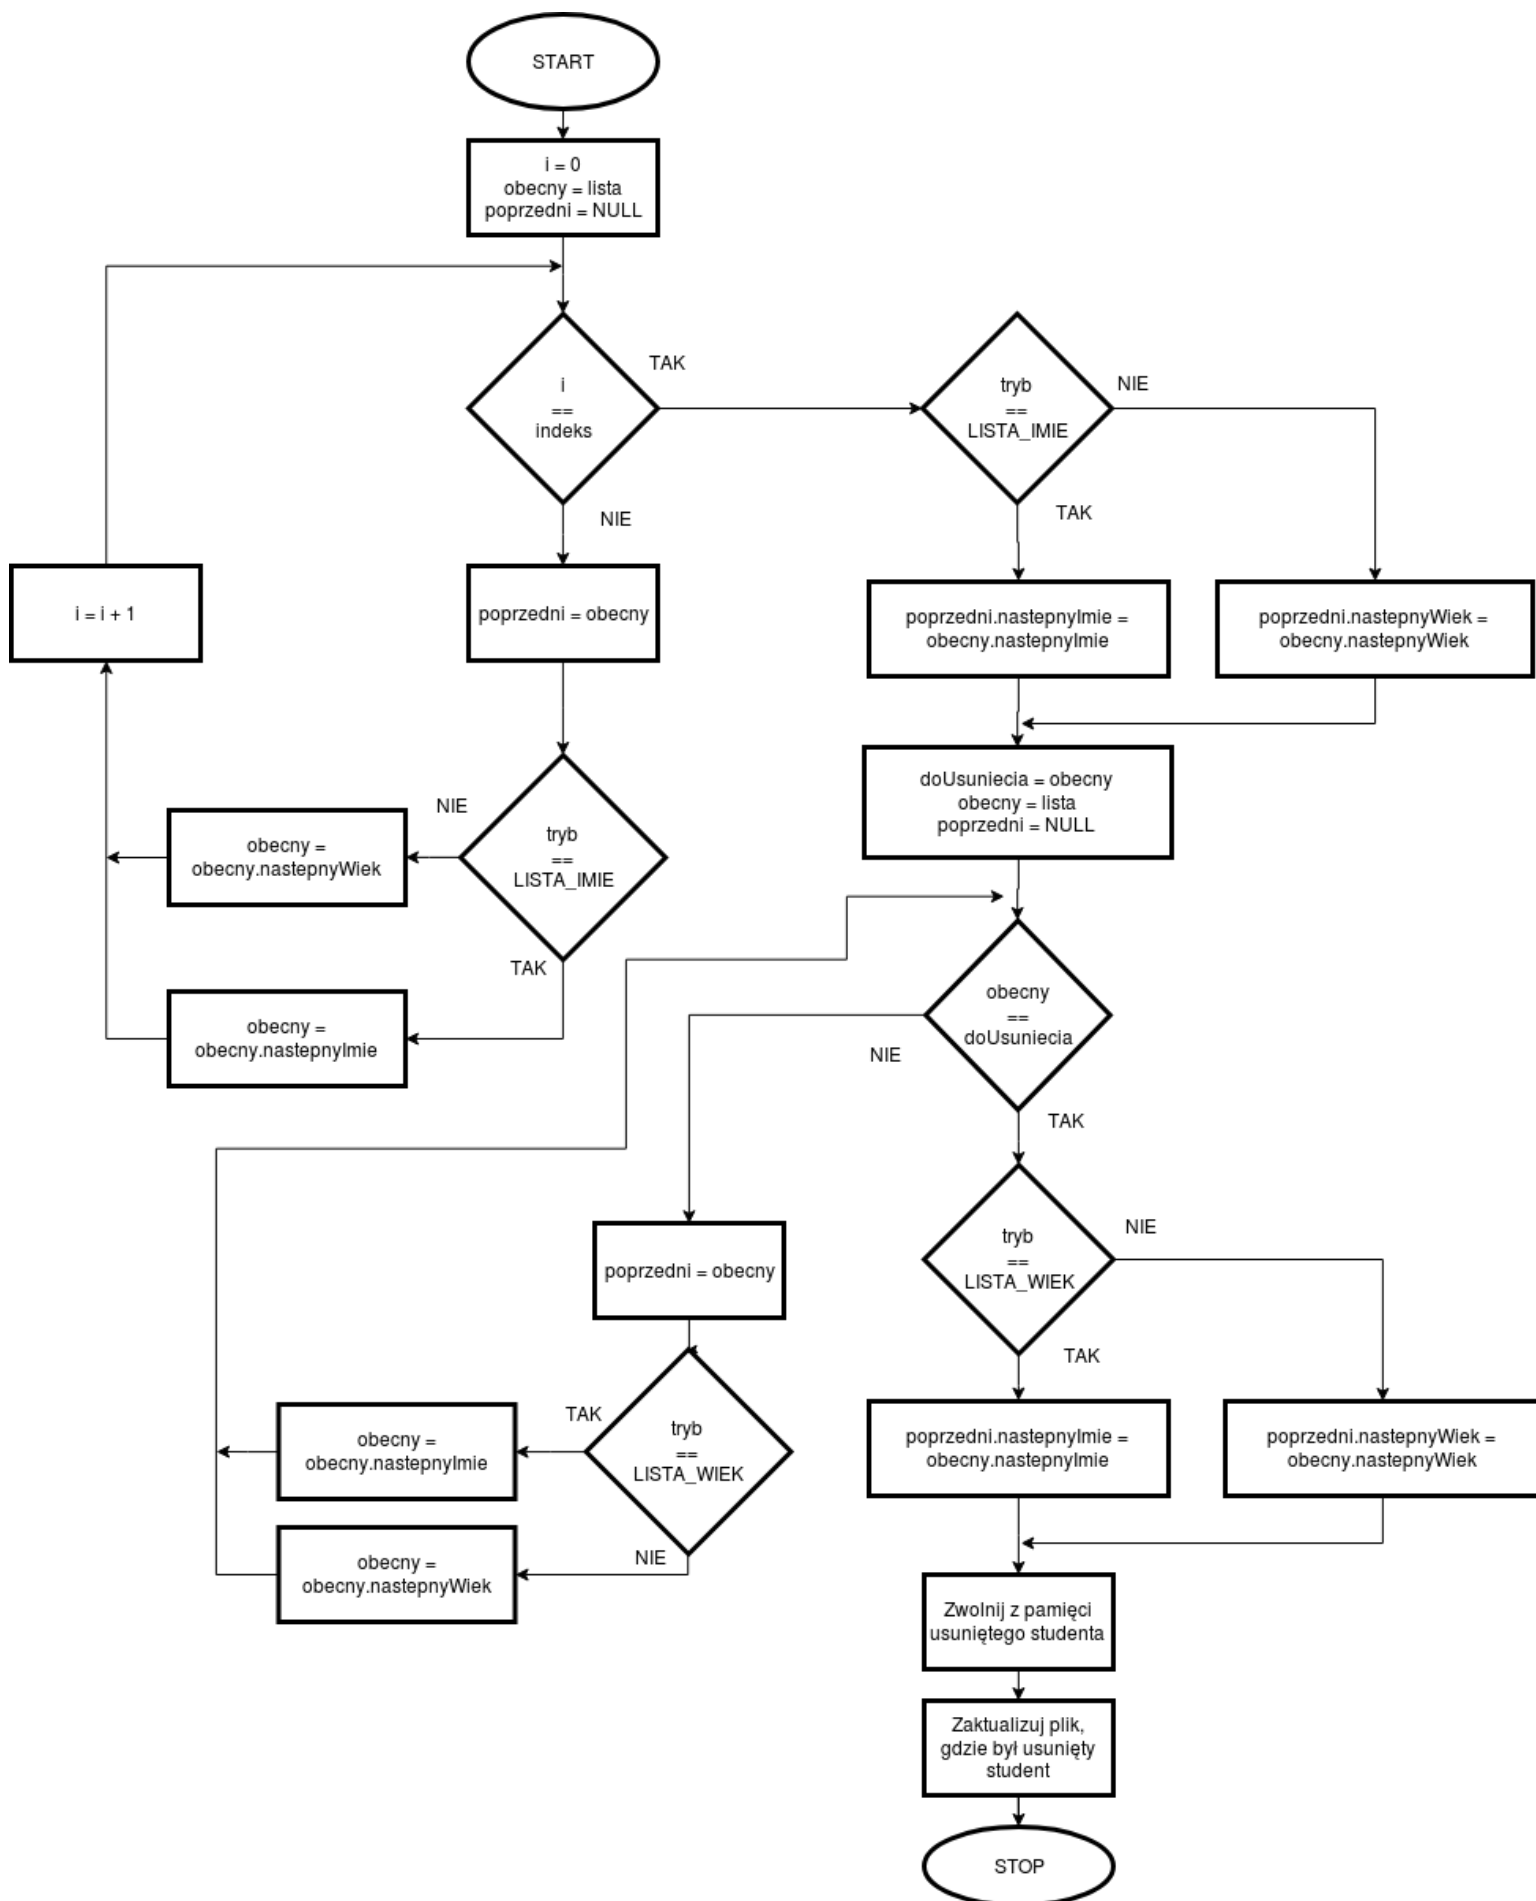 START
i = 0
obecny = lista
poprzedni = NULL
i
==
indeks
TAK
NIE
tryb
==
LISTA_IMIE
NIE
TAK
i = i + 1
poprzedni = obecny
poprzedni.nastepnyImie =
obecny.nastepnyImie
poprzedni.nastepnyWiek =
obecny.nastepnyWiek
doUsuniecia = obecny
obecny = lista
poprzedni = NULL
tryb
==
LISTA_IMIE
NIE
TAK
obecny =
obecny.nastepnyWiek
obecny =
obecny.nastepnyImie
obecny
==
doUsuniecia
NIE
TAK
poprzedni = obecny
tryb
==
LISTA_WIEK
NIE
TAK
tryb
==
LISTA_WIEK
TAK
NIE
obecny =
obecny.nastepnyImie
obecny =
obecny.nastepnyWiek
poprzedni.nastepnyImie =
obecny.nastepnyImie
poprzedni.nastepnyWiek =
obecny.nastepnyWiek
Zwolnij z pamięci
usuniętego studenta
Zaktualizuj plik,
gdzie był usunięty
student
STOP